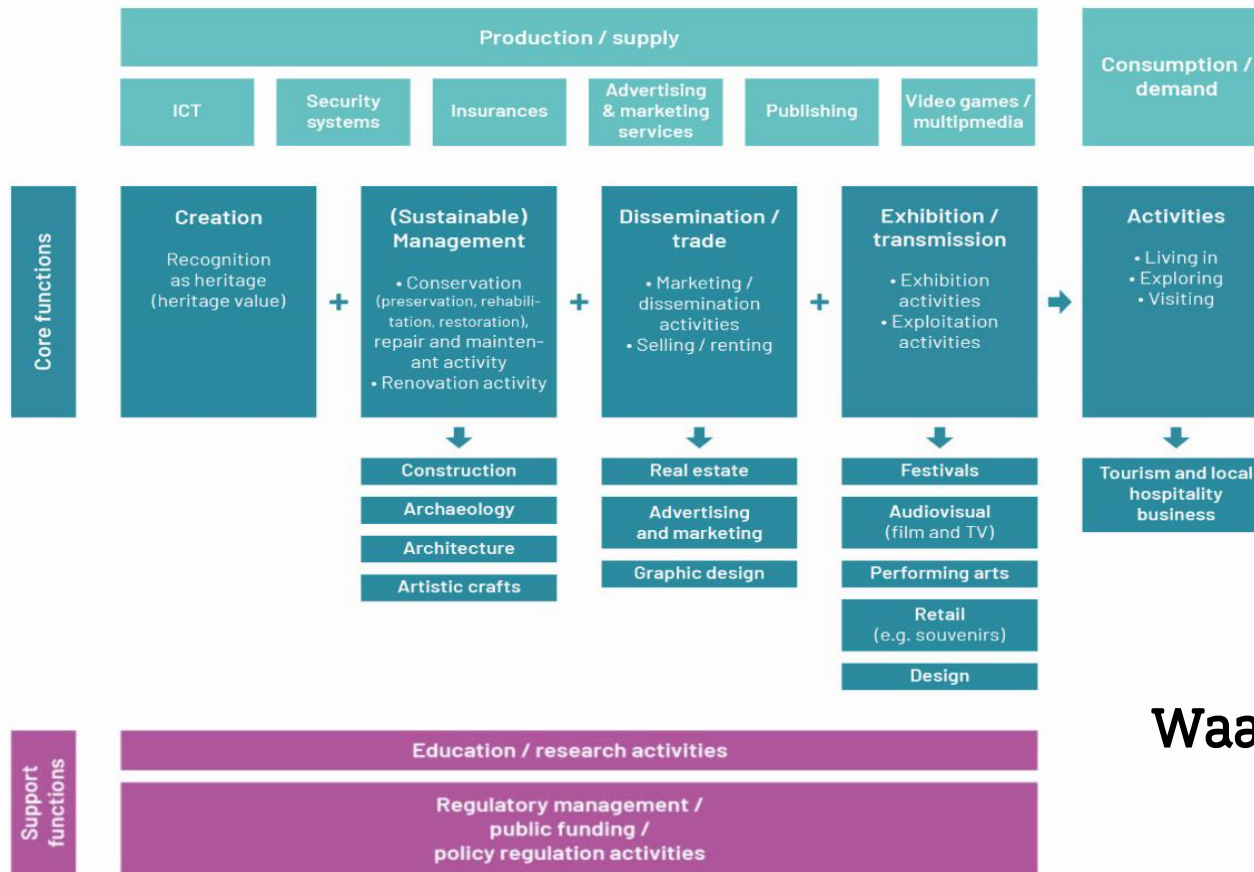 Production / supply
Consumption /
demand
ICT
Security
systems
Insurances
Advertising
& marketing
services
Publishing
Video games /
multipmedia
Core functions
Creation
Recognition
as heritage
(heritage value)
+
(Sustainable)
Management
• Conservation
(preservation, rehabili-
tation, restoration),
repair and mainten-
ant activity
• Renovation activity
+
Dissemination /
trade
• Marketing /
dissemination
activities
• Selling / renting
+
Exhibition /
transmission
• Exhibition
activities
• Exploitation
activities
Activities
• Living in
• Exploring
• Visiting
Construction
Archaeology
Architecture
Artistic crafts
Real estate
Advertising
and marketing
Graphic design
Festivals
Audiovisual
(film and TV)
Performing arts
Retail
(e.g. souvenirs)
Design
Tourism and local
hospitality
business
Waa
Support
functions
Education / research activities
Regulatory management /
public funding /
policy regulation activities